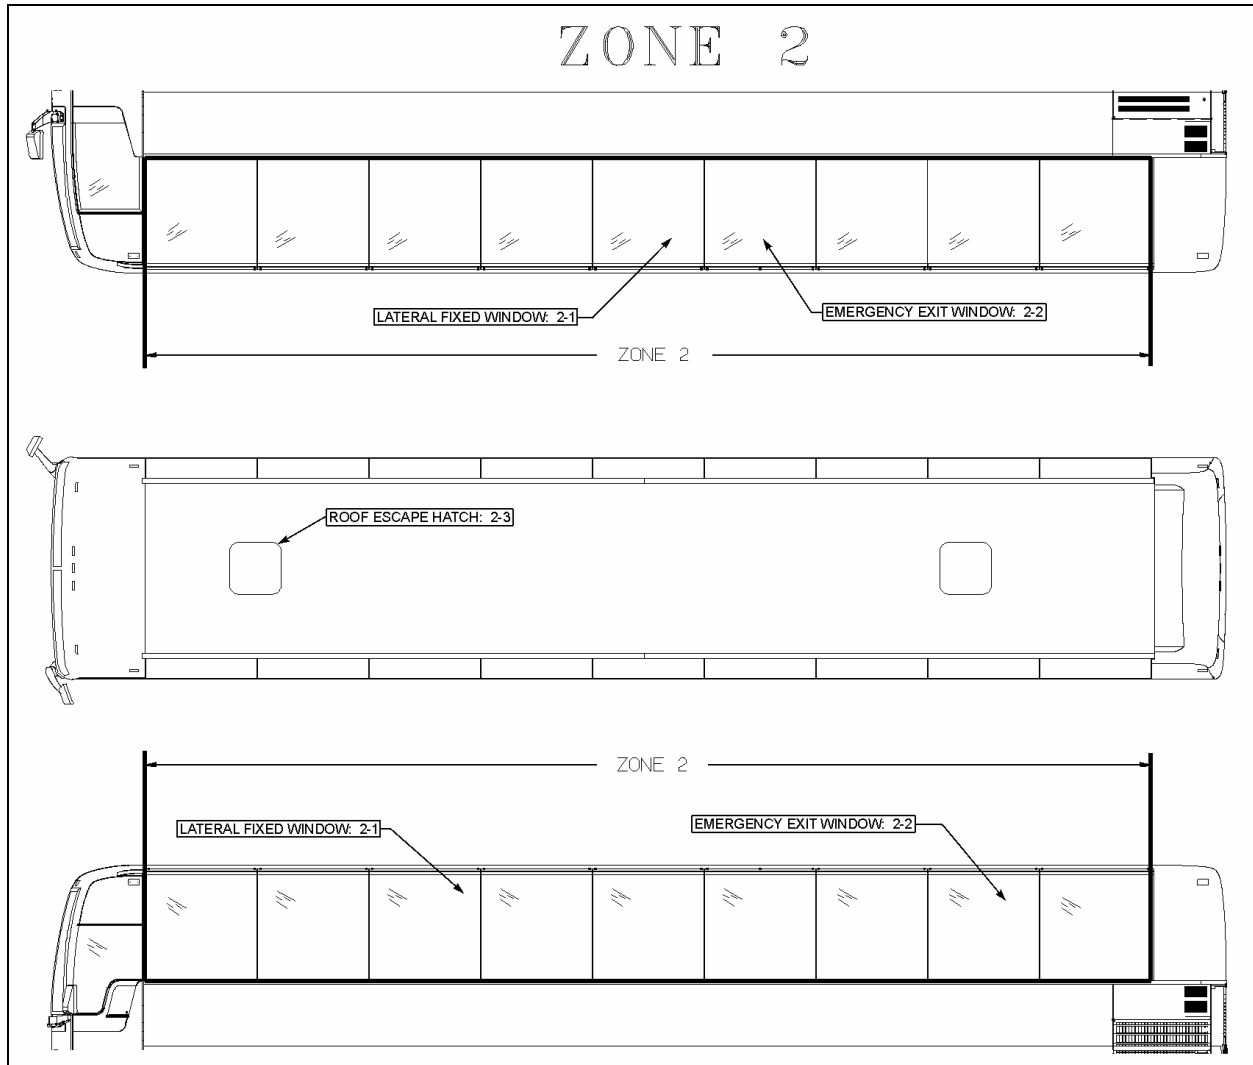 ZONE 2
LATERAL FIXED WINDOW: 2-1
EMERGENCY EXIT WINDOW: 2-2
ZONE 2
ROOF ESCAPE HATCH: 2-3
ZONE 2
LATERAL FIXED WINDOW: 2-1
EMERGENCY EXIT WINDOW: 2-2